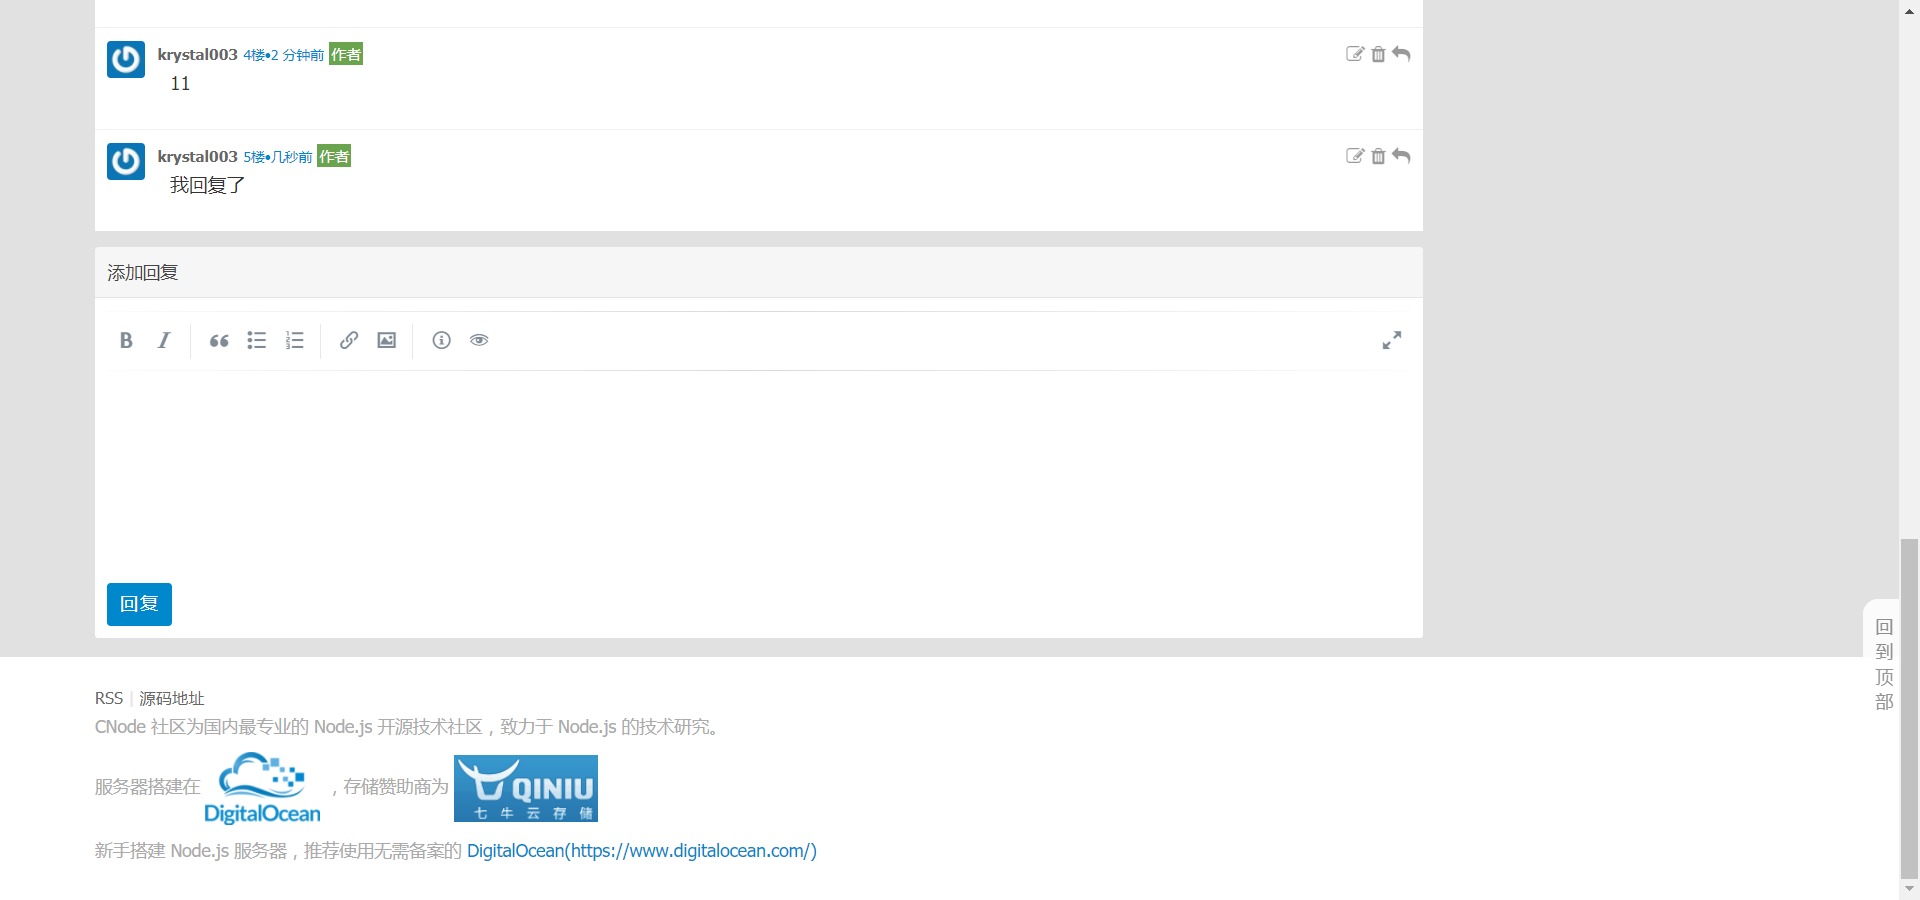 krystal003 4楼•2 分钟前 作者
11
krystal003 5楼•几秒前 作者
我回复了
添加回复
回复
回到顶部
RSS | 源码地址
CNode 社区为国内最专业的 Node.js 开源技术社区，致力于 Node.js 的技术研究。
服务器搭建在 DigitalOcean ，存储赞助商为 QINIU 七牛云存储
新手搭建 Node.js 服务器，推荐使用无需备案的 DigitalOcean(https://www.digitalocean.com/)